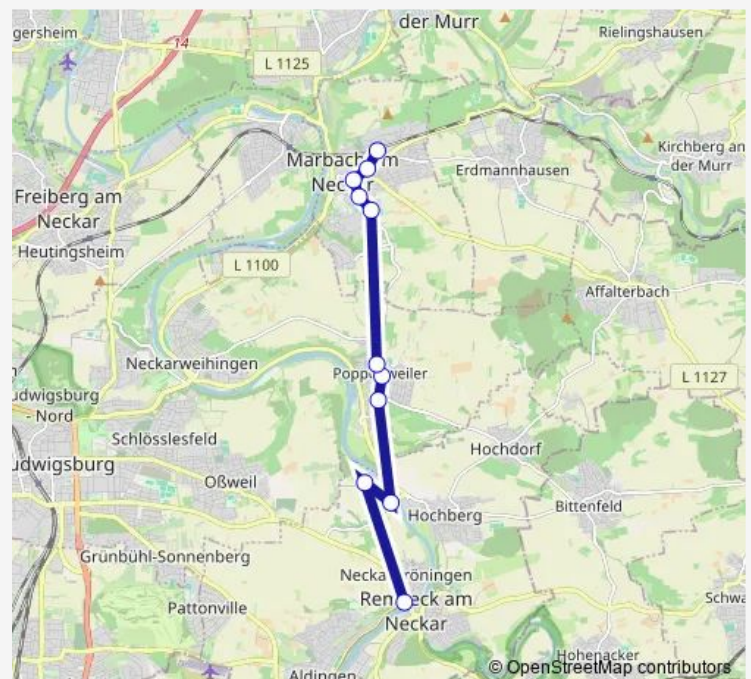 gersheim
14
L 1125
der Murr
Rielingshausen
Marbach m
Neckar
Erdmannhausen
Kirchberg an
der Murr
Freiberg am
Neckar
Heutingsheim
L 1100
Affalterbach
Neckarweihingen
Poppenweiler
L 1127
udwigsburg
- Nord
Schlösslesfeld
udwigsburg
Oßweil
Hochdorf
Bittenfeld
Hochberg
Grünbühl-Sonnenberg
Neckargröningen
Pattonville
Remseck am
Neckar
Schwa
Aldingen
Hohenacker
© OpenStreetMap contributors